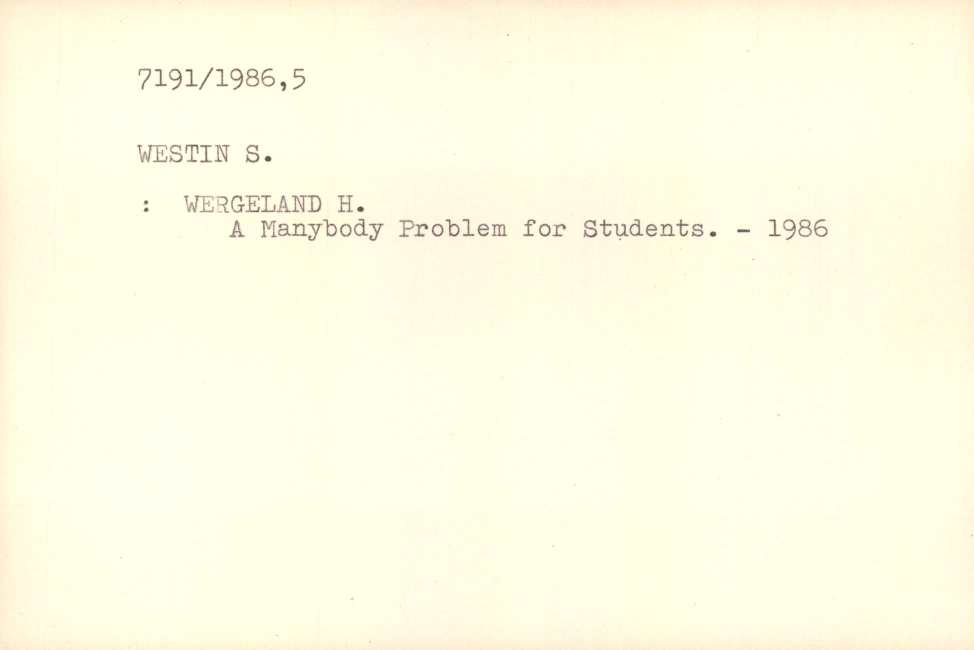 7191/1986,5
WESTIN S.
: WERGELAND H.
A Manybody Problem for Students. - 1986